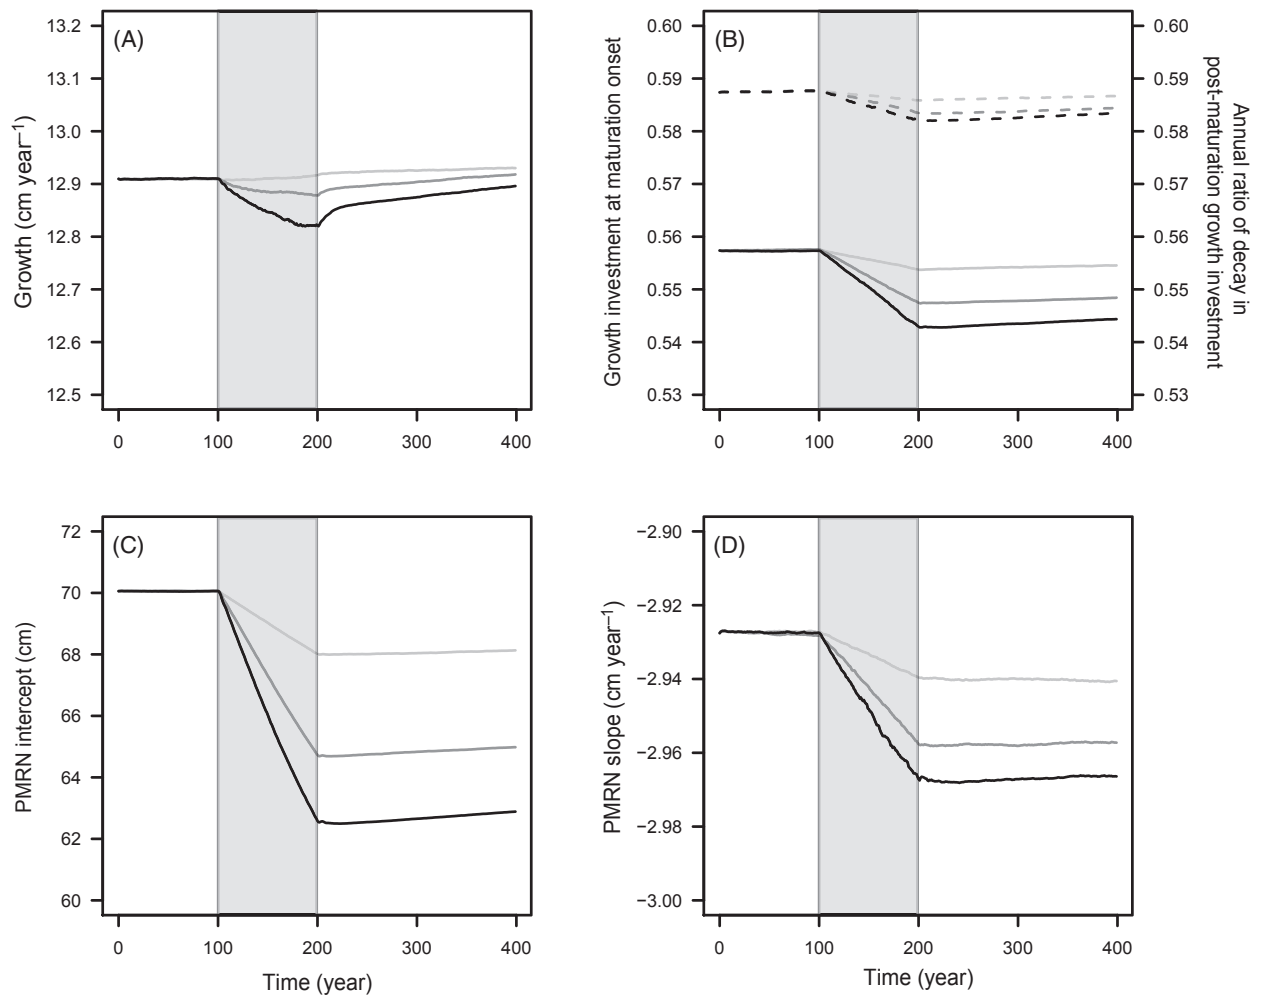 (A)
13.2
13.1
13.0
12.9
12.8
12.7
12.6
12.5
Growth (cm year⁻¹)
0 100 200 300 400
(B)
0.60
0.59
0.58
0.57
0.56
0.55
0.54
0.53
Growth investment at maturation onset
0.60
0.59
0.58
0.57
0.56
0.55
0.54
0.53
Annual ratio of decay in
post-maturation growth investment
0 100 200 300 400
(C)
72
70
68
66
64
62
60
PMRN intercept (cm)
0 100 200 300 400
Time (year)
(D)
−2.90
−2.92
−2.94
−2.96
−2.98
−3.00
PMRN slope (cm year⁻¹)
0 100 200 300 400
Time (year)